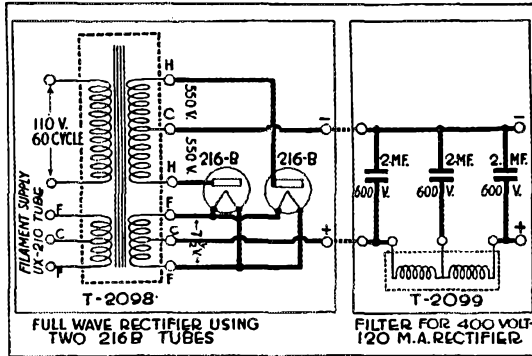 H
550 V.
C
550 V.
H
110 V.
60 CYCLE
216-B
216-B
FILAMENT SUPPLY
UX-210 TUBE
F
C
F
F
C
F
7½V.
T-2098
FULL WAVE RECTIFIER USING
TWO 216B TUBES
-
+
-
+
2-MF.
600 V.
2-MF.
600 V.
2-MF.
600 V.
T-2099
FILTER FOR 400 VOLT-
120 M.A. RECTIFIER